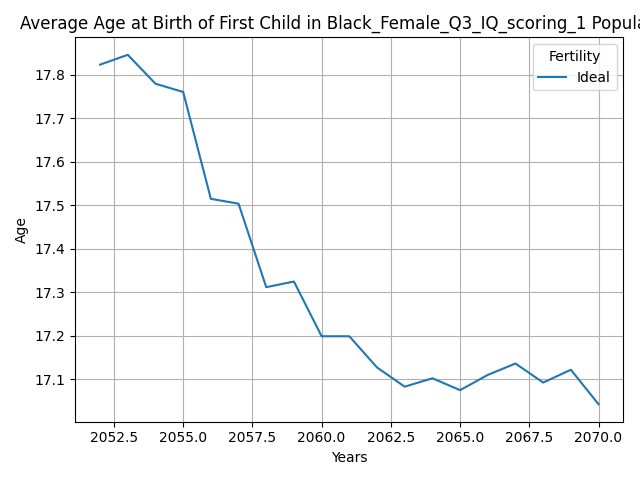 Average Age at Birth of First Child in Black_Female_Q3_IQ_scoring_1 Popula
Fertility
Ideal
Age
17.8
17.7
17.6
17.5
17.4
17.3
17.2
17.1
2052.5 2055.0 2057.5 2060.0 2062.5 2065.0 2067.5 2070.0
Years